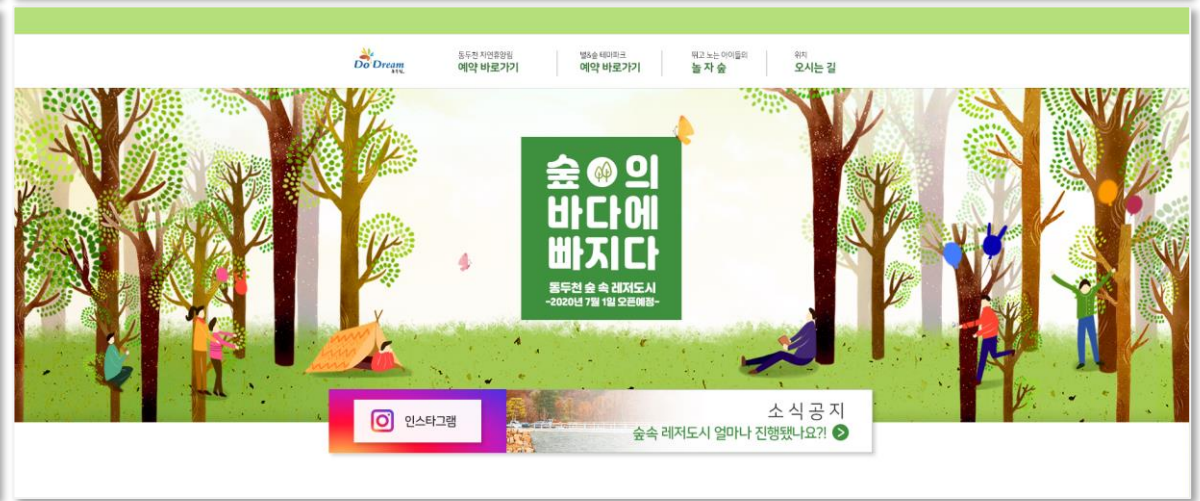 Do Dream
동두천 자연휴양림
예약 바로가기
별&숲 테마파크
예약 바로가기
뛰고 노는 아이들의
놀 자 숲
위치
오시는 길
숲의
바다에
빠지다
동두천 숲 속 레저도시
-2020년 7월 1일 오픈예정-
인스타그램
소식공지
숲속 레저도시 얼마나 진행됐나요?!